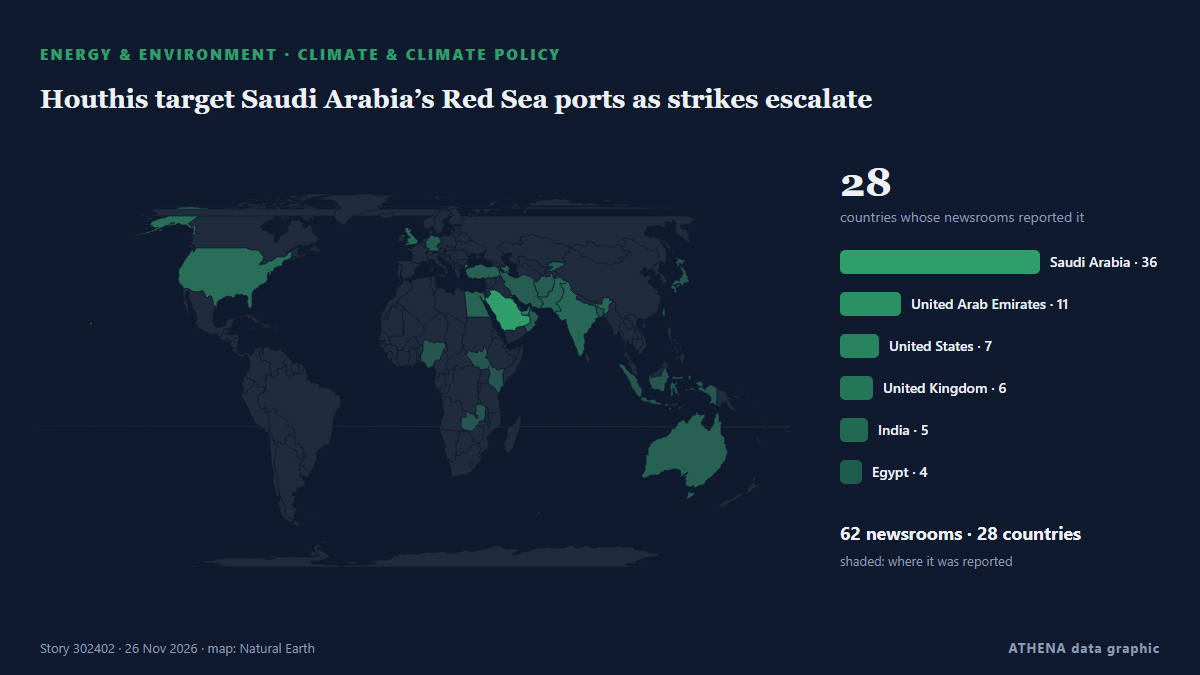 ENERGY & ENVIRONMENT · CLIMATE & CLIMATE POLICY
Houthis target Saudi Arabia’s Red Sea ports as strikes escalate
28
countries whose newsrooms reported it
Saudi Arabia · 36
United Arab Emirates · 11
United States · 7
United Kingdom · 6
India · 5
Egypt · 4
62 newsrooms · 28 countries
shaded: where it was reported
Story 302402 · 26 Nov 2026 · map: Natural Earth
ATHENA data graphic